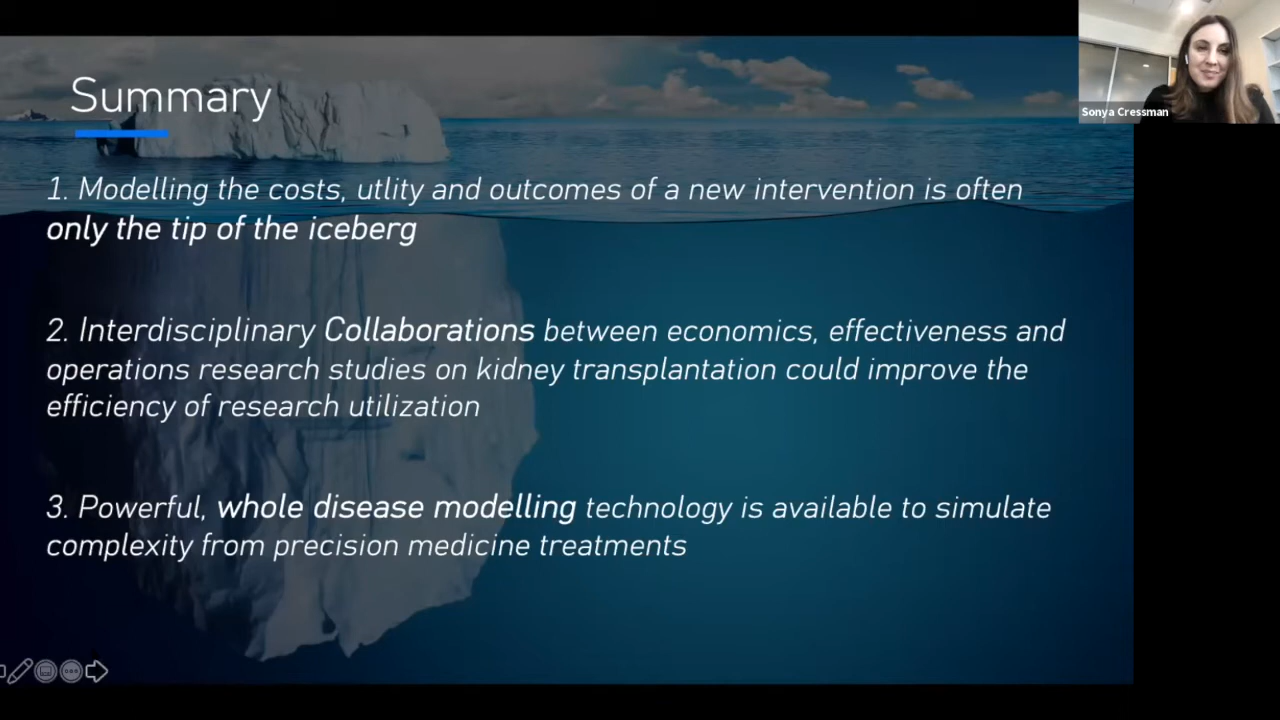 Summary
1. Modelling the costs, utlity and outcomes of a new intervention is often
only the tip of the iceberg
2. Interdisciplinary Collaborations between economics, effectiveness and
operations research studies on kidney transplantation could improve the
efficiency of research utilization
3. Powerful, whole disease modelling technology is available to simulate
complexity from precision medicine treatments
Sonya Cressman